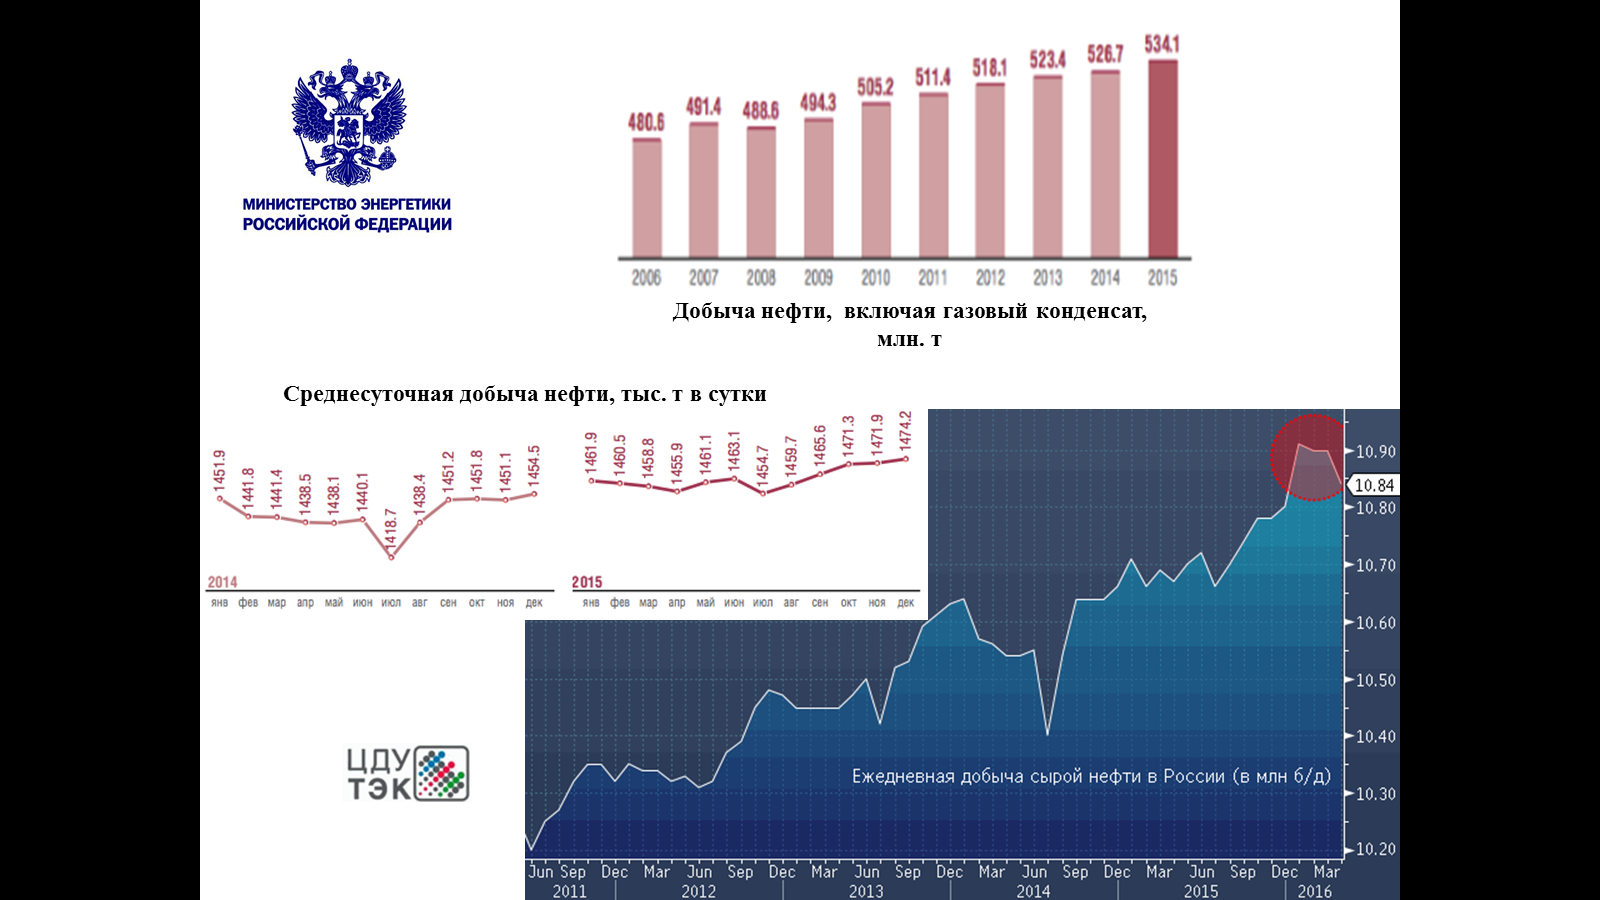 МИНИСТЕРСТВО ЭНЕРГЕТИКИ
РОССИЙСКОЙ ФЕДЕРАЦИИ
480.6 491.4 488.6 494.3 505.2 511.4 518.1 523.4 526.7 534.1
2006 2007 2008 2009 2010 2011 2012 2013 2014 2015
Добыча нефти, включая газовый конденсат,
млн. т
Среднесуточная добыча нефти, тыс. т в сутки
1451.9 1441.8 1441.4 1438.5 1438.1 1440.1 1418.7 1438.4 1451.2 1451.8 1451.1 1454.5
2014
янв фев мар апр май июн июл авг сен окт ноя дек
1461.9 1460.5 1458.8 1455.9 1461.1 1463.1 1454.7 1459.7 1465.6 1471.3 1471.9 1474.2
2015
янв фев мар апр май июн июл авг сен окт ноя дек
10.90
10.84
10.80
10.70
10.60
10.50
10.40
10.30
10.20
Ежедневная добыча сырой нефти в России (в млн б/д)
Jun Sep Dec Mar Jun Sep Dec Mar Jun Sep Dec Mar Jun Sep Dec Mar Jun Sep Dec Mar
2011 2012 2013 2014 2015 2016
ЦДУ
ТЭК